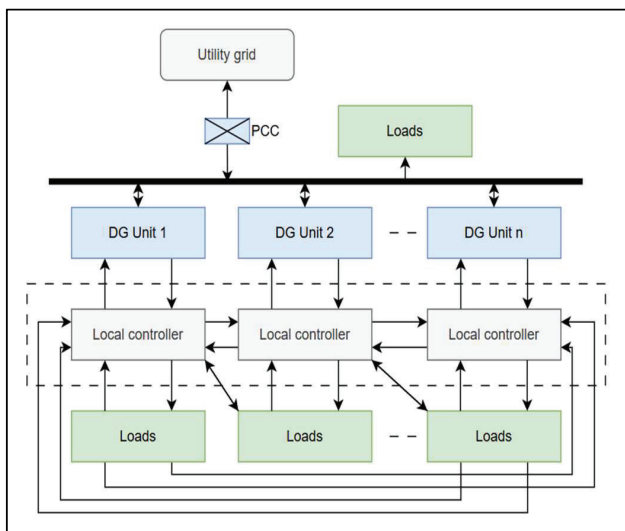 Utility grid
PCC
Loads
DG Unit 1
DG Unit 2
DG Unit n
Local controller
Local controller
Local controller
Loads
Loads
Loads